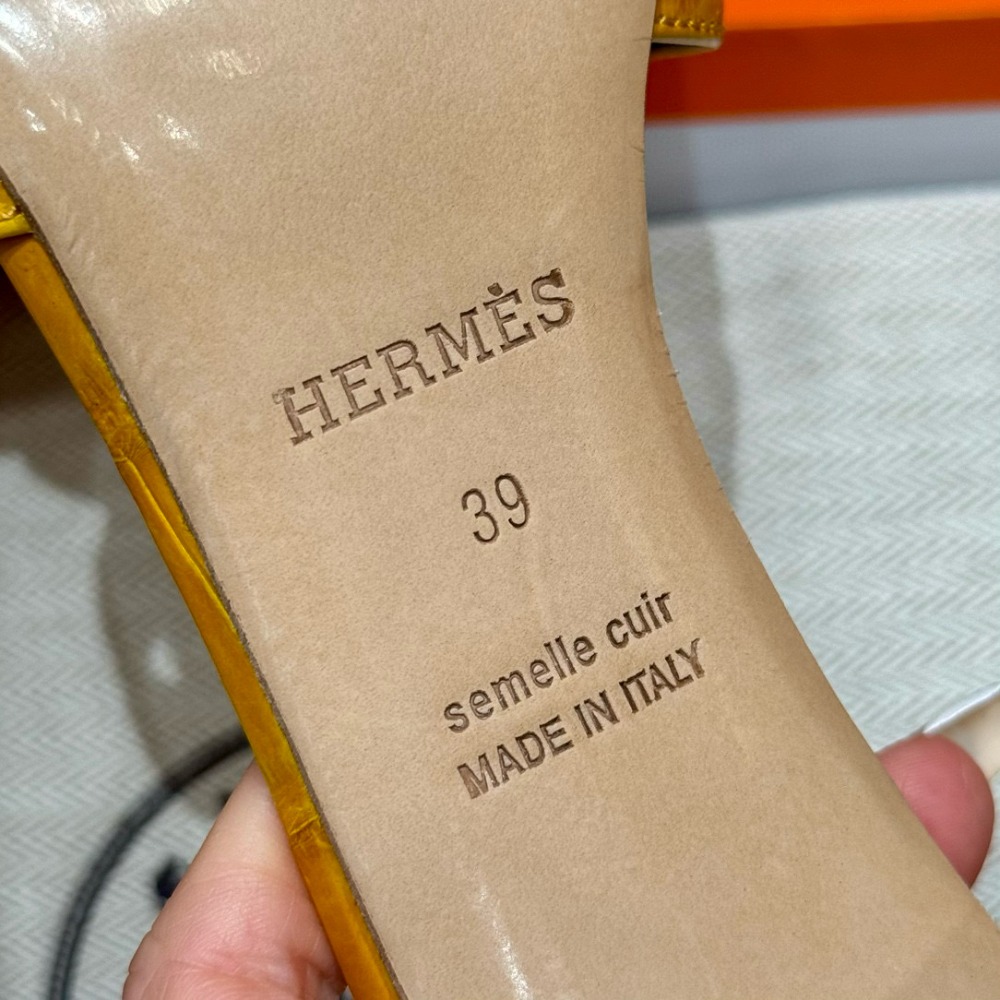 HERMÈS
39
semelle cuir
MADE IN ITALY